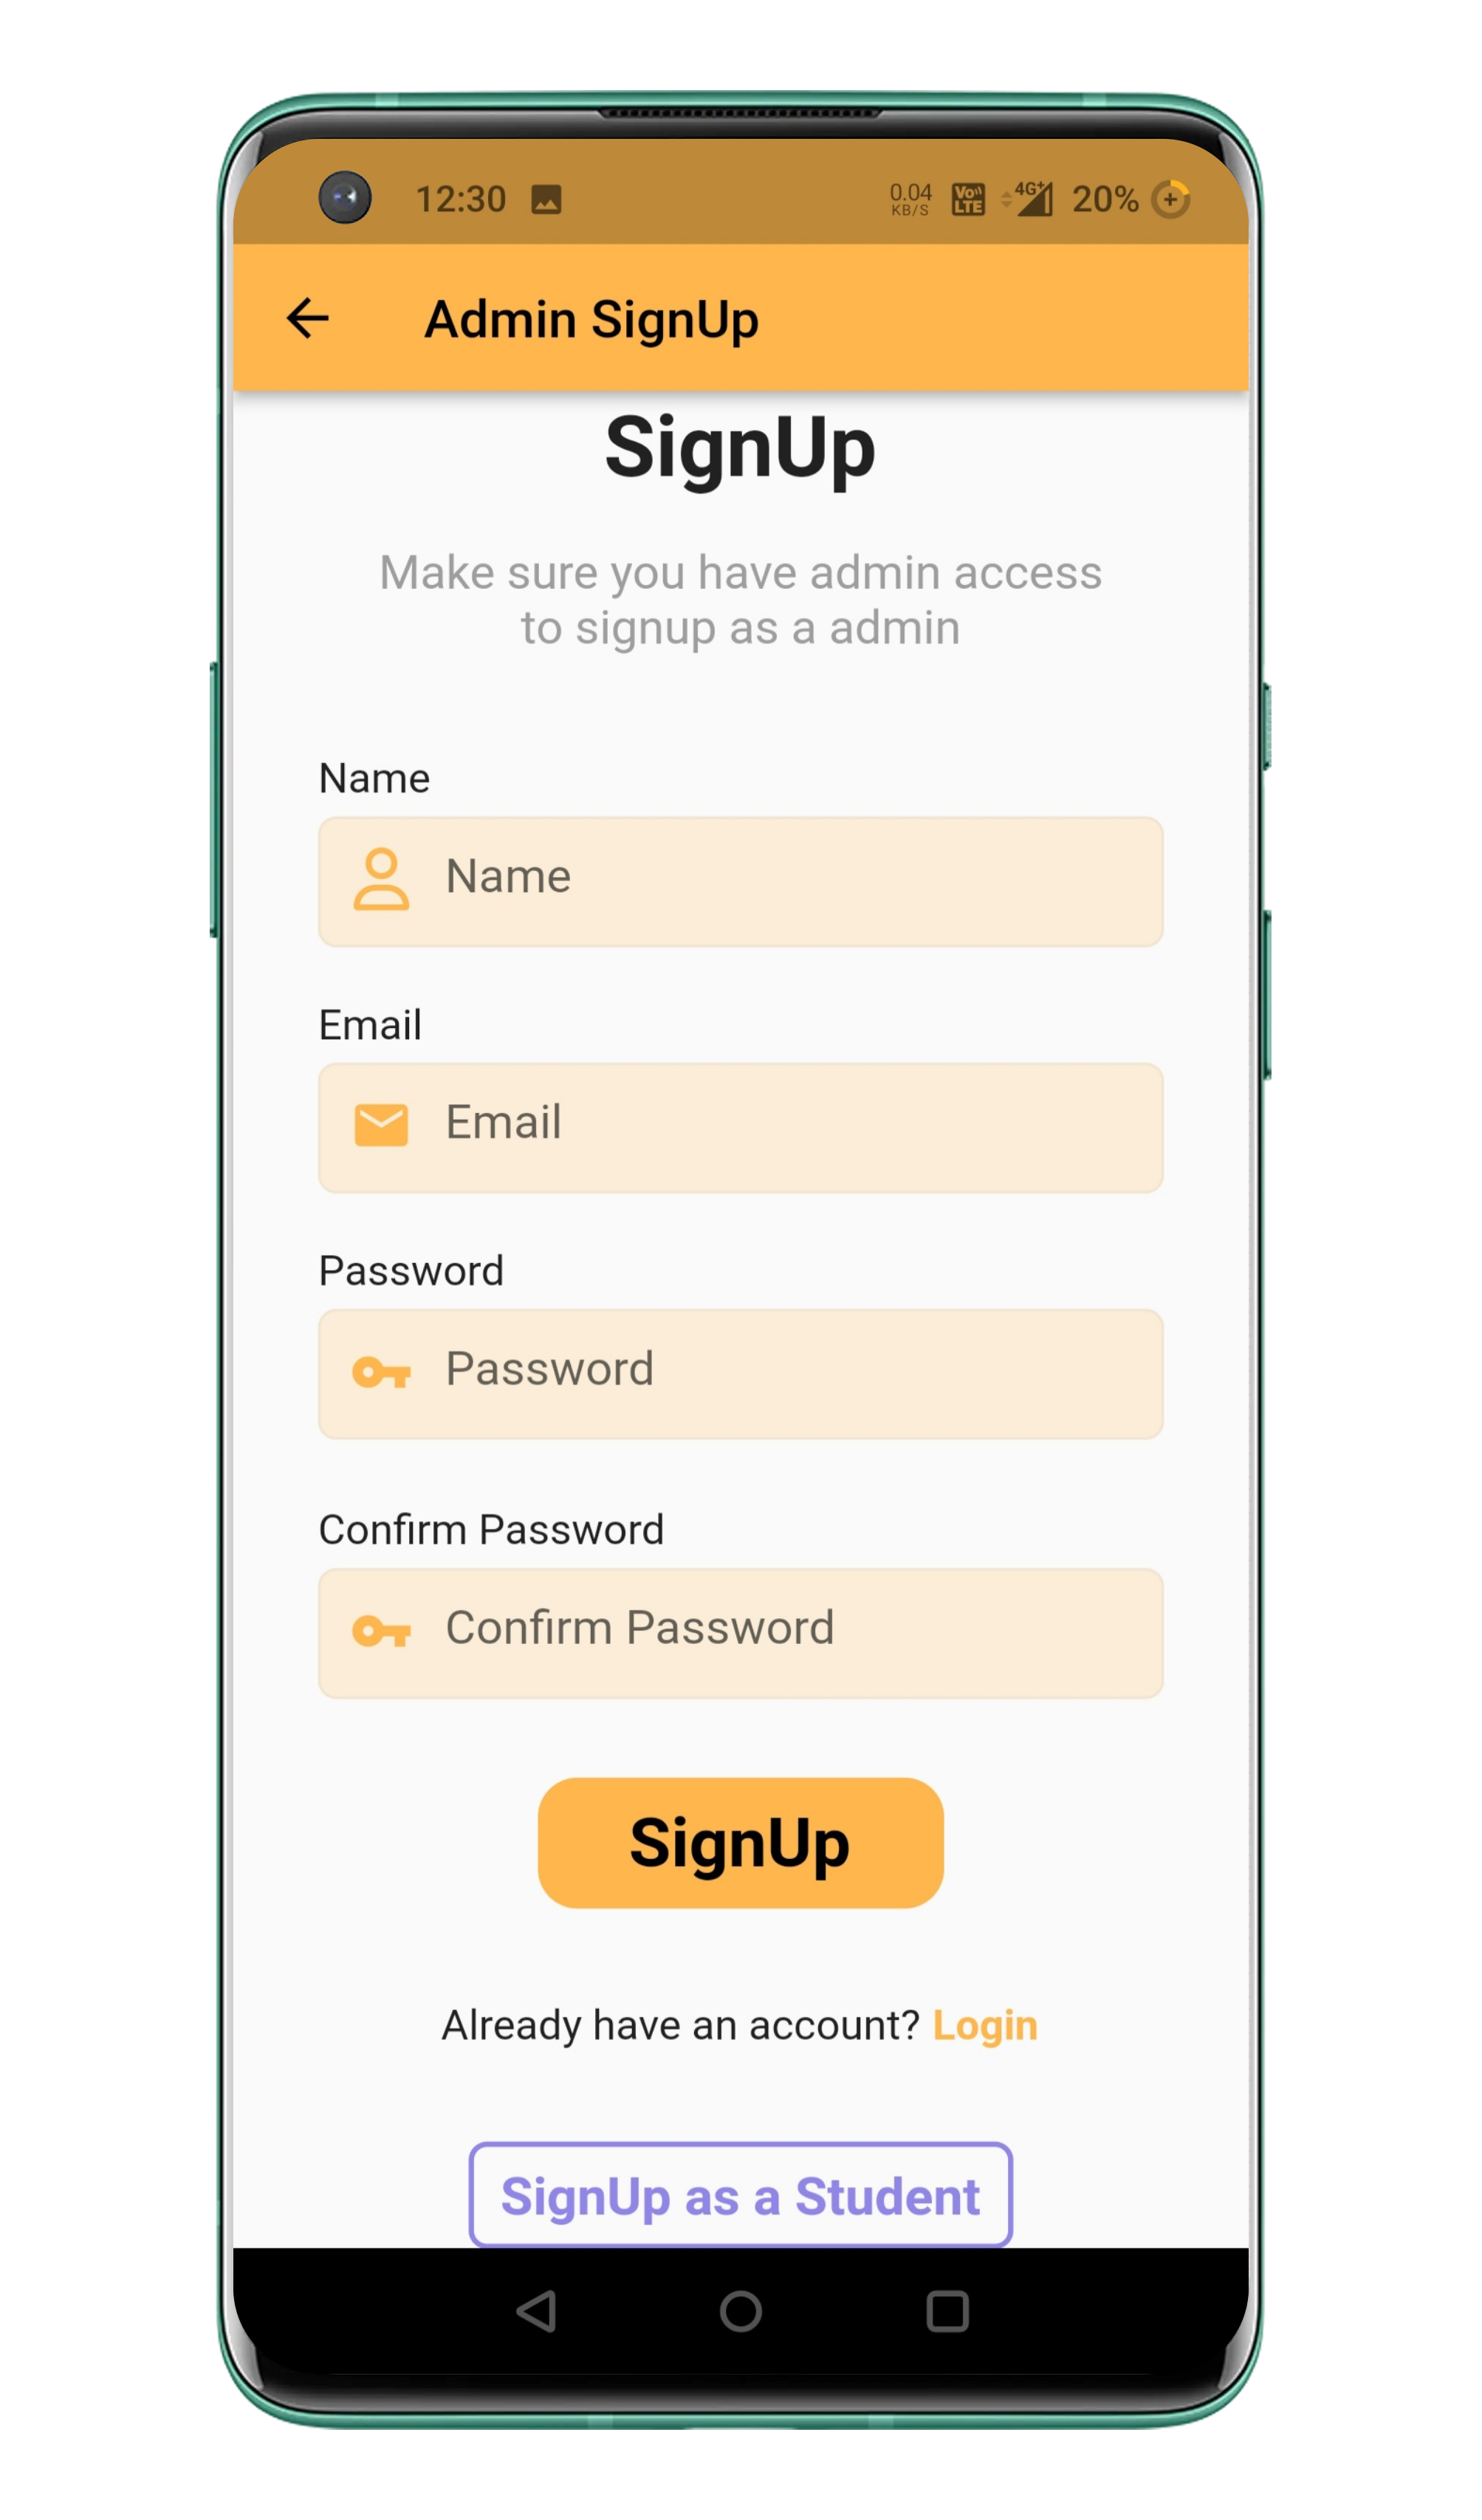 12:30 0.04 KB/S Vo LTE 4G+ 20%
Admin SignUp
SignUp
Make sure you have admin access
to signup as a admin
Name
Name
Email
Email
Password
Password
Confirm Password
Confirm Password
SignUp
Already have an account? Login
SignUp as a Student